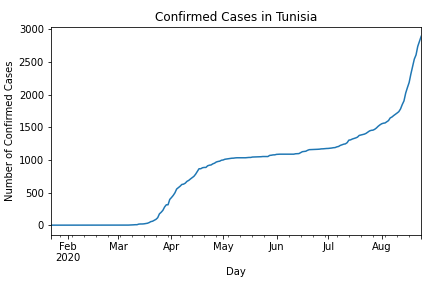 Confirmed Cases in Tunisia
Number of Confirmed Cases
3000
2500
2000
1500
1000
500
0
Feb Mar Apr May Jun Jul Aug
2020
Day